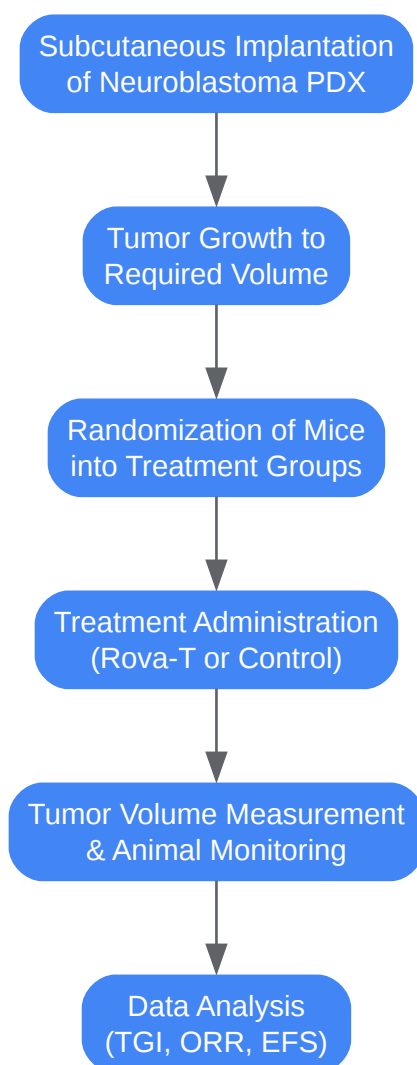 Subcutaneous Implantation
of Neuroblastoma PDX
Tumor Growth to
Required Volume
Randomization of Mice
into Treatment Groups
Treatment Administration
(Rova-T or Control)
Tumor Volume Measurement
& Animal Monitoring
Data Analysis
(TGI, ORR, EFS)